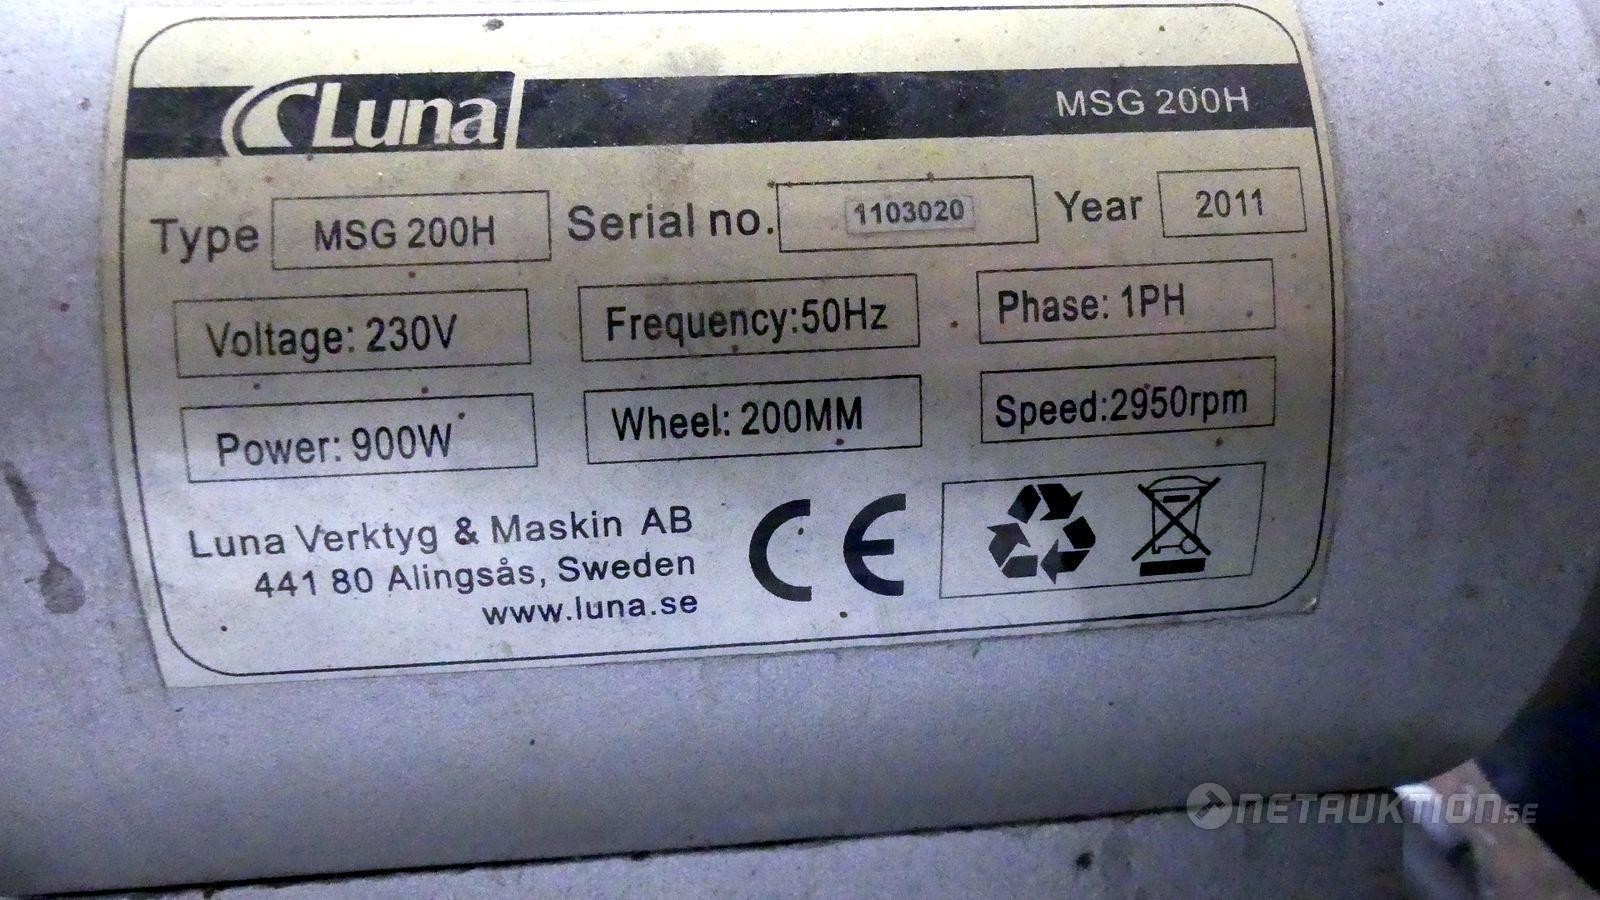 Luna MSG 200H
Type MSG 200H Serial no. 1103020 Year 2011
Voltage: 230V Frequency:50Hz Phase: 1PH
Power: 900W Wheel: 200MM Speed:2950rpm
Luna Verktyg & Maskin AB
441 80 Alingsås, Sweden
www.luna.se
CE
NETAUKTION.SE